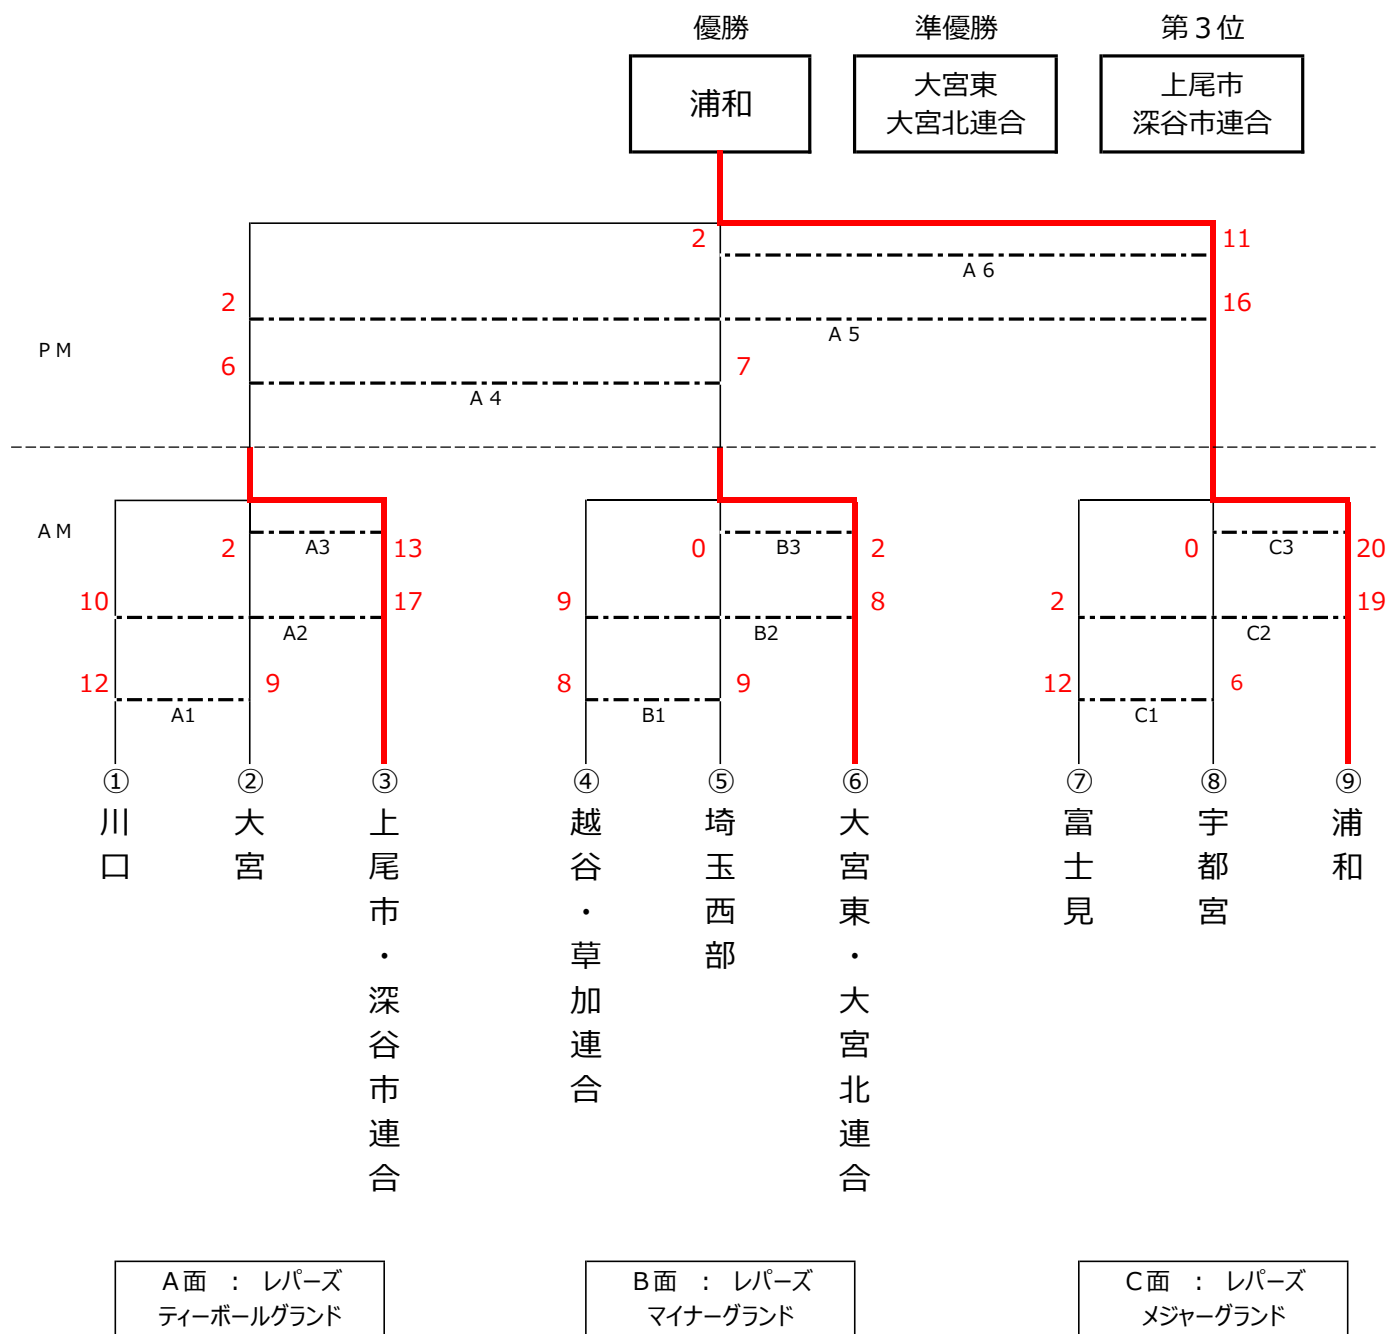 優勝
準優勝
第３位
浦和
大宮東
大宮北連合
上尾市
深谷市連合
2
11
A 6
2
16
A 5
ＰＭ
6
7
A 4
ＡＭ
2
A3
13
0
B3
2
0
C3
20
10
17
A2
9
8
B2
2
19
C2
12
9
A1
8
9
B1
12
6
C1
①
川口
②
大宮
③
上尾市・深谷市連合
④
越谷・草加連合
⑤
埼玉西部
⑥
大宮東・大宮北連合
⑦
富士見
⑧
宇都宮
⑨
浦和
Ａ面　：　レパーズ
ティーボールグランド
Ｂ面　：　レパーズ
マイナーグランド
Ｃ面　：　レパーズ
メジャーグランド